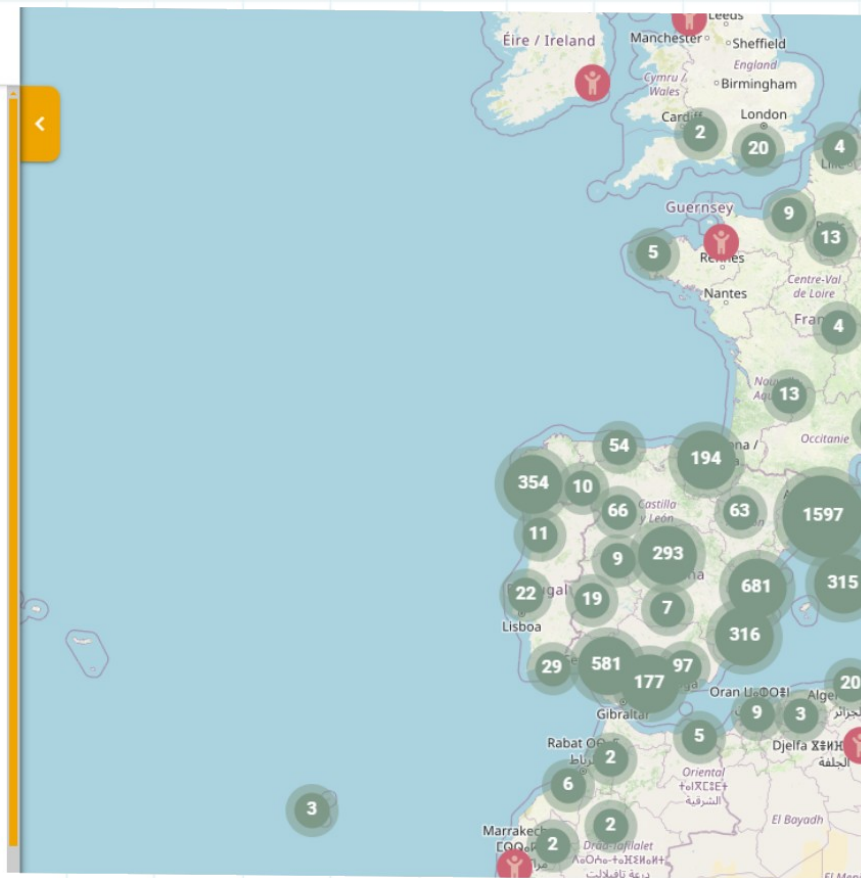 Leeds
Éire / Ireland
Manchester
Sheffield
England
Cymru /
Wales
Birmingham
London
2
20
4
Guernsey
9
13
5
Nantes
Centre-Val
de Loire
4
13
Occitanie
54
194
354
10
66
Castilla
y León
63
1597
11
9
293
681
315
22
19
7
Lisboa
316
29
581
177
97
20
Oran
Gibraltar
9
3
5
Djelfa
الجلفة
Rabat
2
6
Oriental
الشرقية
3
2
El Bayadh
2
درعة تافيلالت